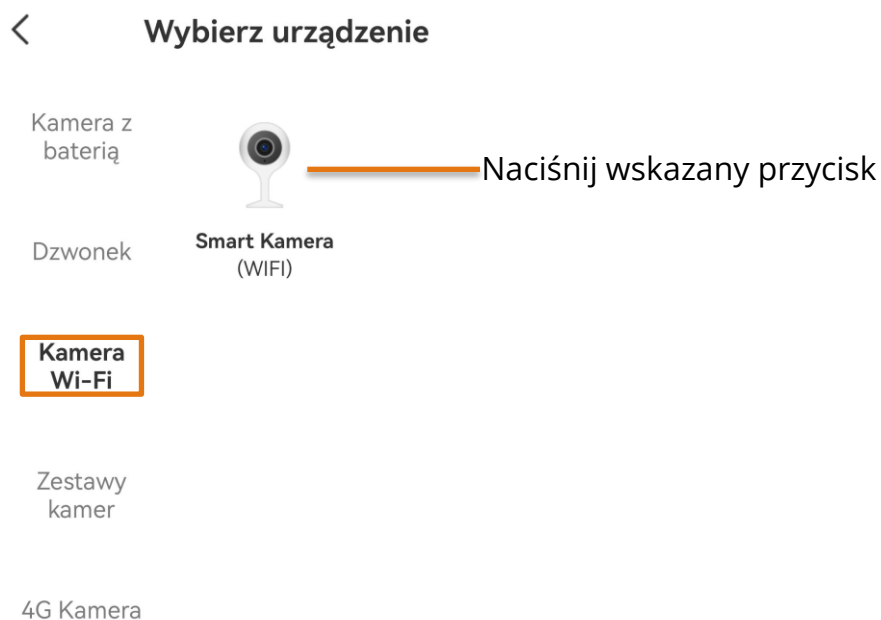 Wybierz urządzenie
Kamera z
baterią
Naciśnij wskazany przycisk
Dzwonek
Smart Kamera
(WIFI)
Kamera
Wi-Fi
Zestawy
kamer
4G Kamera